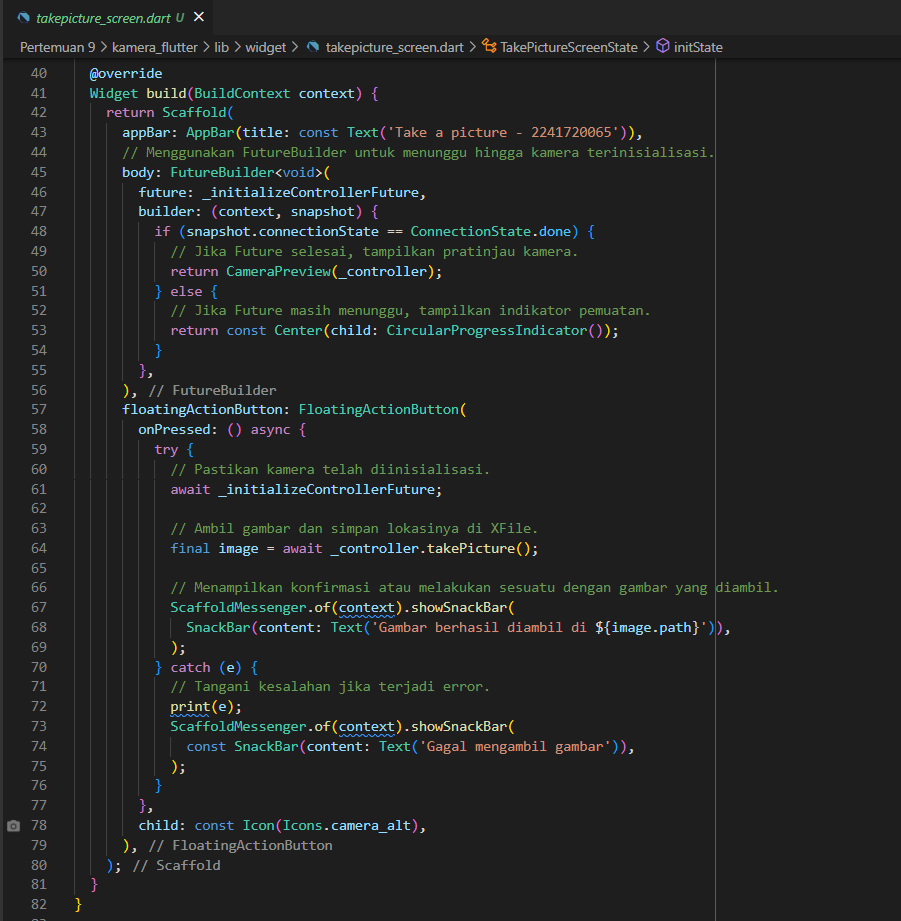 takepicture_screen.dart U
Pertemuan 9 > kamera_flutter > lib > widget > takepicture_screen.dart > TakePictureScreenState > initState
40 @override
41 Widget build(BuildContext context) {
42 return Scaffold(
43 appBar: AppBar(title: const Text('Take a picture - 2241720065')),
44 // Menggunakan FutureBuilder untuk menunggu hingga kamera terinisialisasi.
45 body: FutureBuilder<void>(
46 future: _initializeControllerFuture,
47 builder: (context, snapshot) {
48 if (snapshot.connectionState == ConnectionState.done) {
49 // Jika Future selesai, tampilkan pratinjau kamera.
50 return CameraPreview(_controller);
51 } else {
52 // Jika Future masih menunggu, tampilkan indikator pemuatan.
53 return const Center(child: CircularProgressIndicator());
54 }
55 },
56 ), // FutureBuilder
57 floatingActionButton: FloatingActionButton(
58 onPressed: () async {
59 try {
60 // Pastikan kamera telah diinisialisasi.
61 await _initializeControllerFuture;
62
63 // Ambil gambar dan simpan lokasinya di XFile.
64 final image = await _controller.takePicture();
65
66 // Menampilkan konfirmasi atau melakukan sesuatu dengan gambar yang diambil.
67 ScaffoldMessenger.of(context).showSnackBar(
68 SnackBar(content: Text('Gambar berhasil diambil di ${image.path}')),
69 );
70 } catch (e) {
71 // Tangani kesalahan jika terjadi error.
72 print(e);
73 ScaffoldMessenger.of(context).showSnackBar(
74 const SnackBar(content: Text('Gagal mengambil gambar')),
75 );
76 }
77 },
78 child: const Icon(Icons.camera_alt),
79 ), // FloatingActionButton
80 ); // Scaffold
81 }
82 }